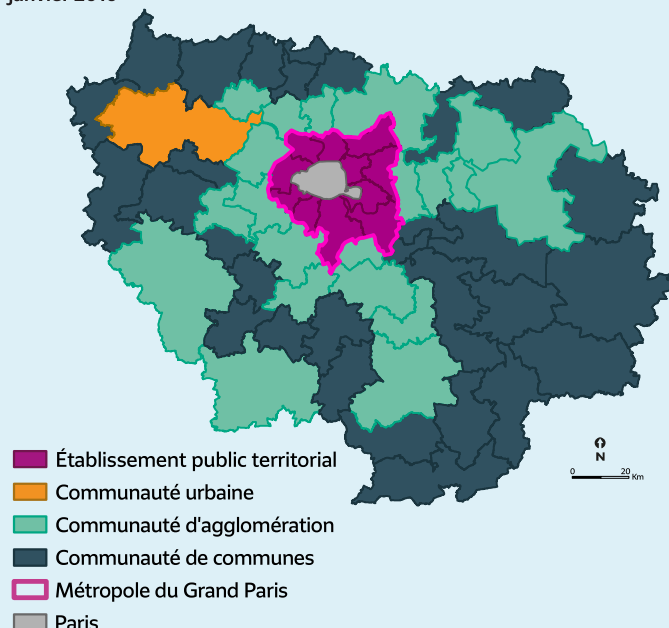 N
0 20 Km
Établissement public territorial
Communauté urbaine
Communauté d'agglomération
Communauté de communes
Métropole du Grand Paris
Paris